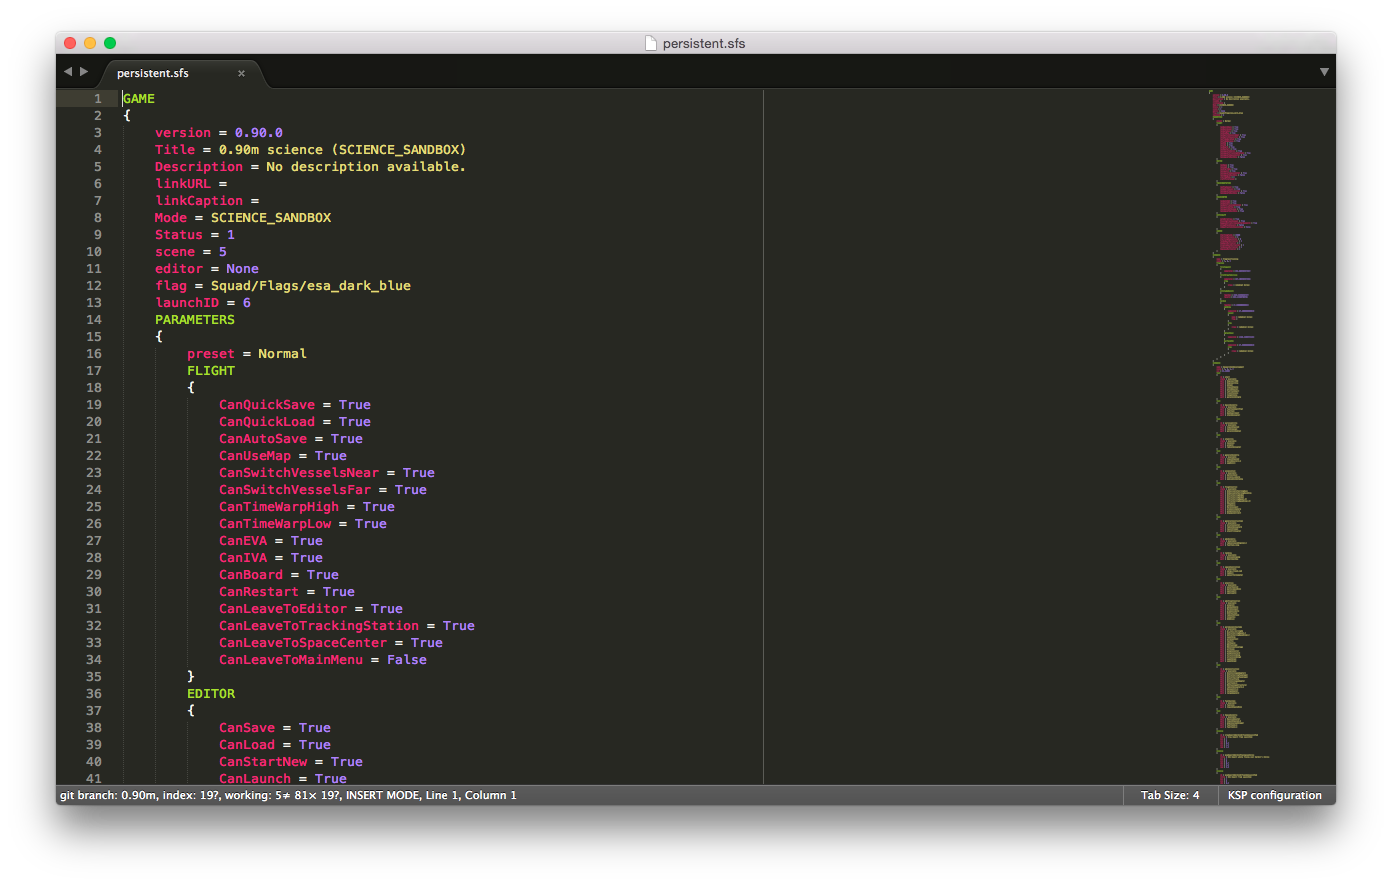 persistent.sfs
persistent.sfs ×
1 GAME
2 {
3 version = 0.90.0
4 Title = 0.90m science (SCIENCE_SANDBOX)
5 Description = No description available.
6 linkURL =
7 linkCaption =
8 Mode = SCIENCE_SANDBOX
9 Status = 1
10 scene = 5
11 editor = None
12 flag = Squad/Flags/esa_dark_blue
13 launchID = 6
14 PARAMETERS
15 {
16 preset = Normal
17 FLIGHT
18 {
19 CanQuickSave = True
20 CanQuickLoad = True
21 CanAutoSave = True
22 CanUseMap = True
23 CanSwitchVesselsNear = True
24 CanSwitchVesselsFar = True
25 CanTimeWarpHigh = True
26 CanTimeWarpLow = True
27 CanEVA = True
28 CanIVA = True
29 CanBoard = True
30 CanRestart = True
31 CanLeaveToEditor = True
32 CanLeaveToTrackingStation = True
33 CanLeaveToSpaceCenter = True
34 CanLeaveToMainMenu = False
35 }
36 EDITOR
37 {
38 CanSave = True
39 CanLoad = True
40 CanStartNew = True
41 CanLaunch = True
git branch: 0.90m, index: 19?, working: 5≠ 81× 19?, INSERT MODE, Line 1, Column 1
Tab Size: 4
KSP configuration